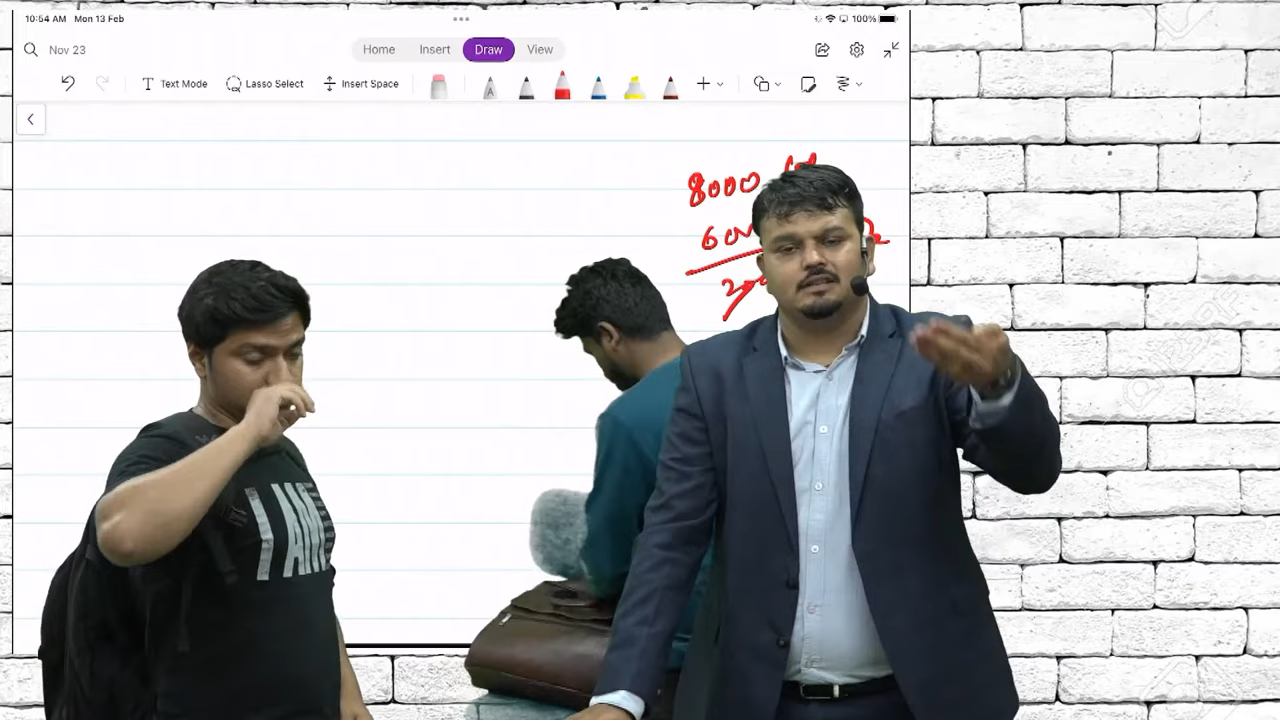 10:54 AM Mon 13 Feb
100%
Nov 23
Home Insert Draw View
Text Mode Lasso Select Insert Space
8000
I AM